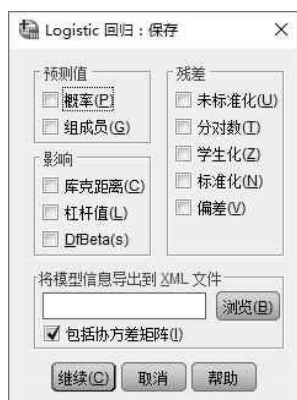 Logistic 回归：保存
预测值
概率(P)
组成员(G)
影响
库克距离(C)
杠杆值(L)
DfBeta(s)
残差
未标准化(U)
分对数(T)
学生化(Z)
标准化(N)
偏差(V)
将模型信息导出到 XML 文件
浏览(B)
包括协方差矩阵(I)
继续(C) 取消 帮助